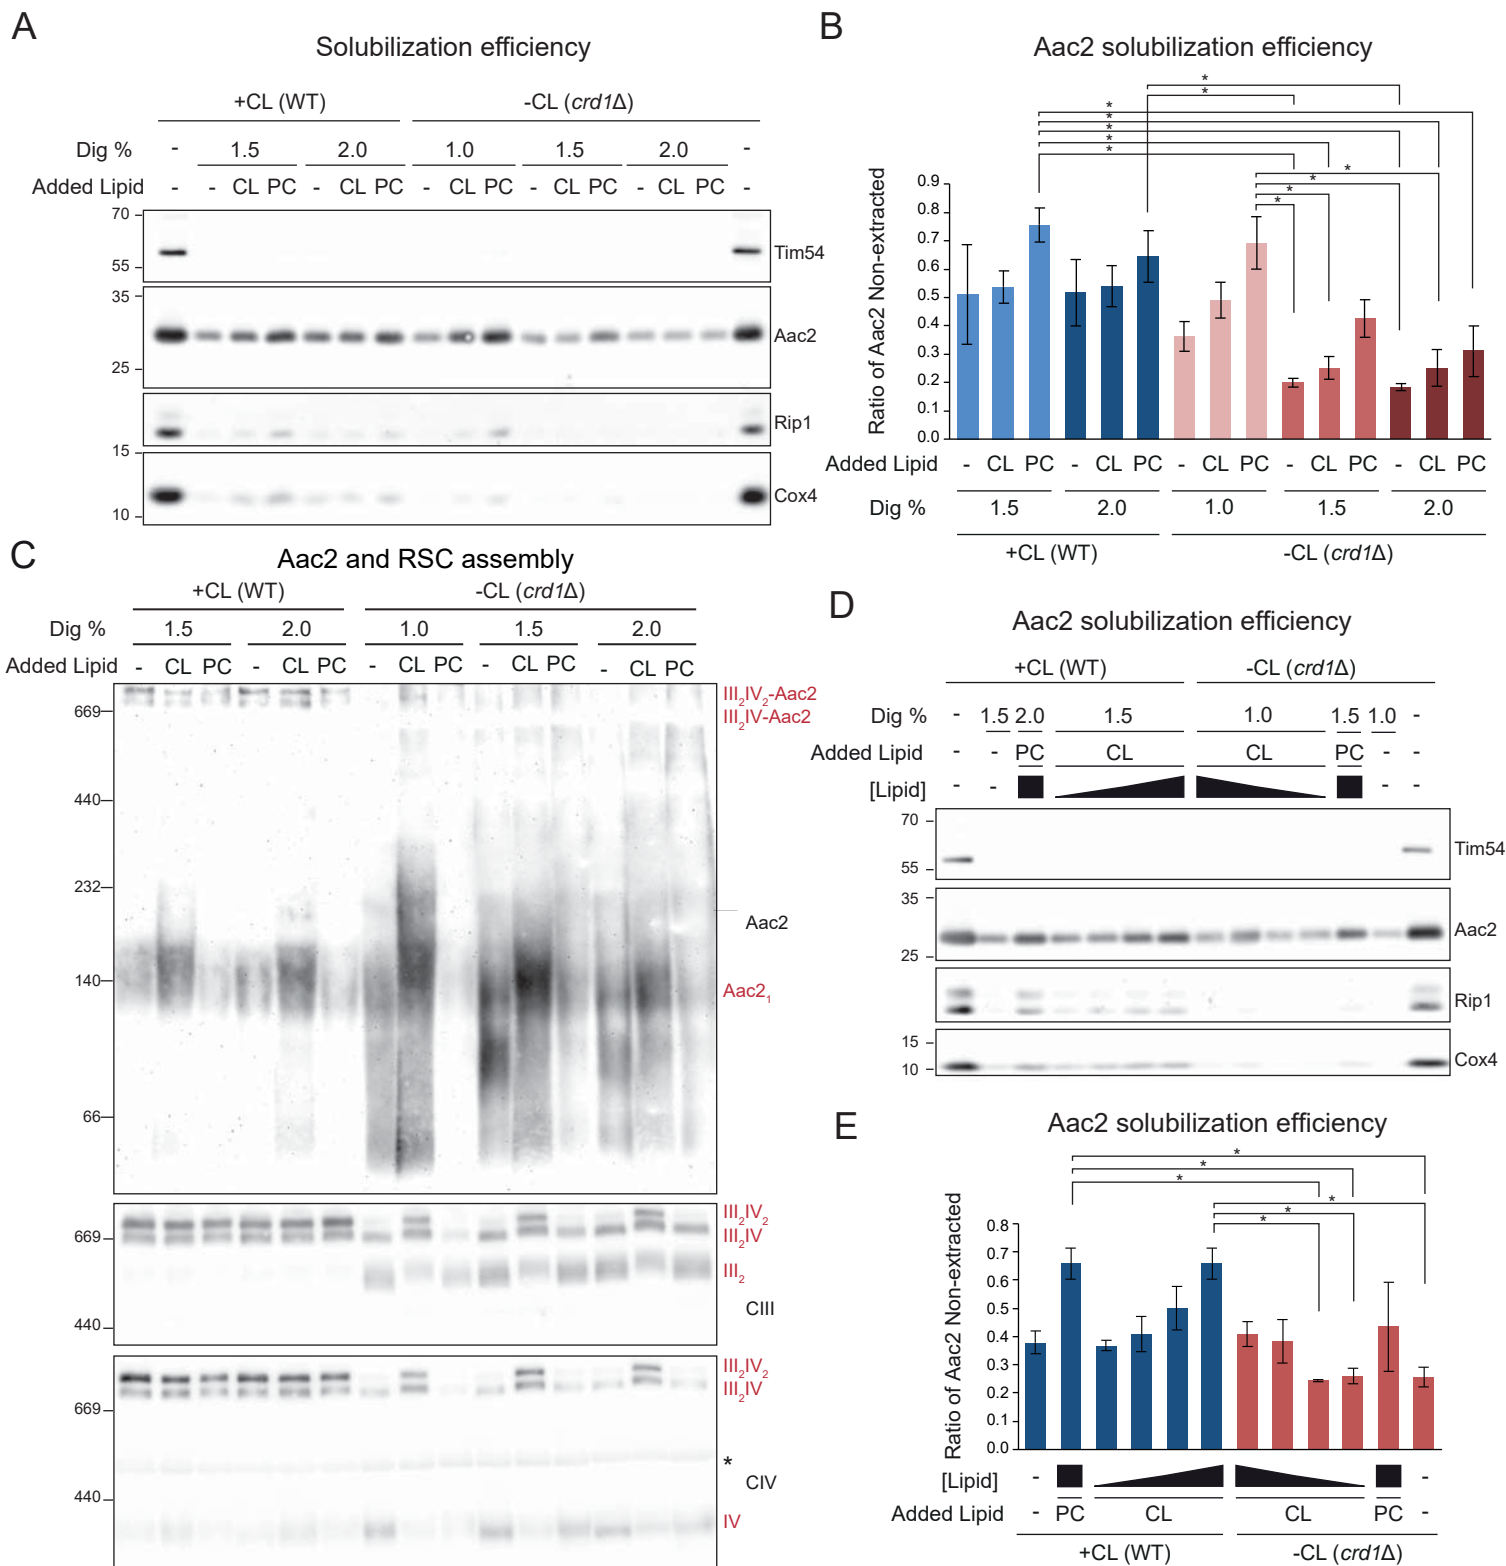 A
Solubilization efficiency
+CL (WT)
-CL (crd1Δ)
Dig %
- 1.5 2.0 1.0 1.5 2.0 -
Added Lipid
- - CL PC - CL PC - CL PC - CL PC - CL PC -
70
55
Tim54
35
25
Aac2
Rip1
15
10
Cox4
B
Aac2 solubilization efficiency
* * * * * * * * * * *
Ratio of Aac2 Non-extracted
0.9
0.8
0.7
0.6
0.5
0.4
0.3
0.2
0.1
0.0
Added Lipid
- CL PC - CL PC - CL PC - CL PC - CL PC
Dig %
1.5 2.0 1.0 1.5 2.0
+CL (WT)
-CL (crd1Δ)
C
Aac2 and RSC assembly
+CL (WT)
-CL (crd1Δ)
Dig %
1.5 2.0 1.0 1.5 2.0
Added Lipid
- CL PC - CL PC - CL PC - CL PC - CL PC
669
440
232
140
66
III₂IV₂-Aac2
III₂IV-Aac2
Aac2
Aac2₁
669
440
III₂IV₂
III₂IV
III₂
CIII
669
440
III₂IV₂
III₂IV
*
CIV
IV
D
Aac2 solubilization efficiency
+CL (WT)
-CL (crd1Δ)
Dig %
- 1.5 2.0 1.5 1.0 1.5 1.0 -
Added Lipid
- - PC CL CL PC - -
[Lipid]
- - - -
70
55
Tim54
35
25
Aac2
Rip1
15
10
Cox4
E
Aac2 solubilization efficiency
* * * * * *
Ratio of Aac2 Non-extracted
0.8
0.7
0.6
0.5
0.4
0.3
0.2
0.1
0.0
[Lipid]
- -
Added Lipid
- PC CL CL PC -
+CL (WT)
-CL (crd1Δ)